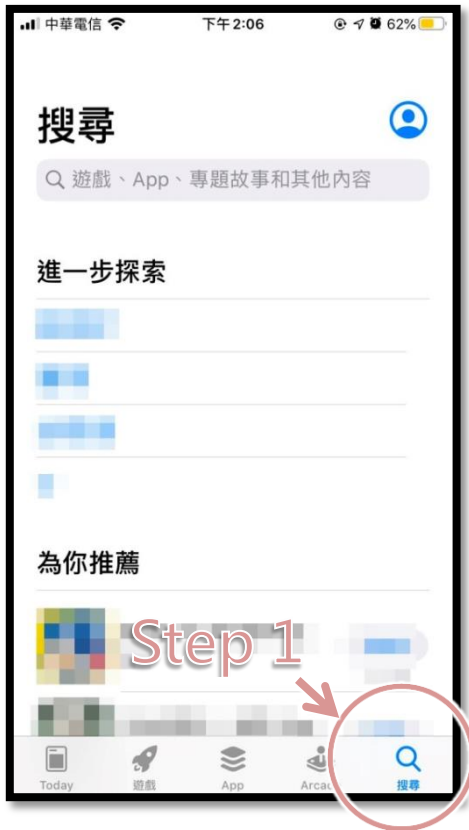 中華電信 下午2:06 62%
搜尋
遊戲、App、專題故事和其他內容
進一步探索
為你推薦
Step 1
Today 遊戲 App Arcad 搜尋